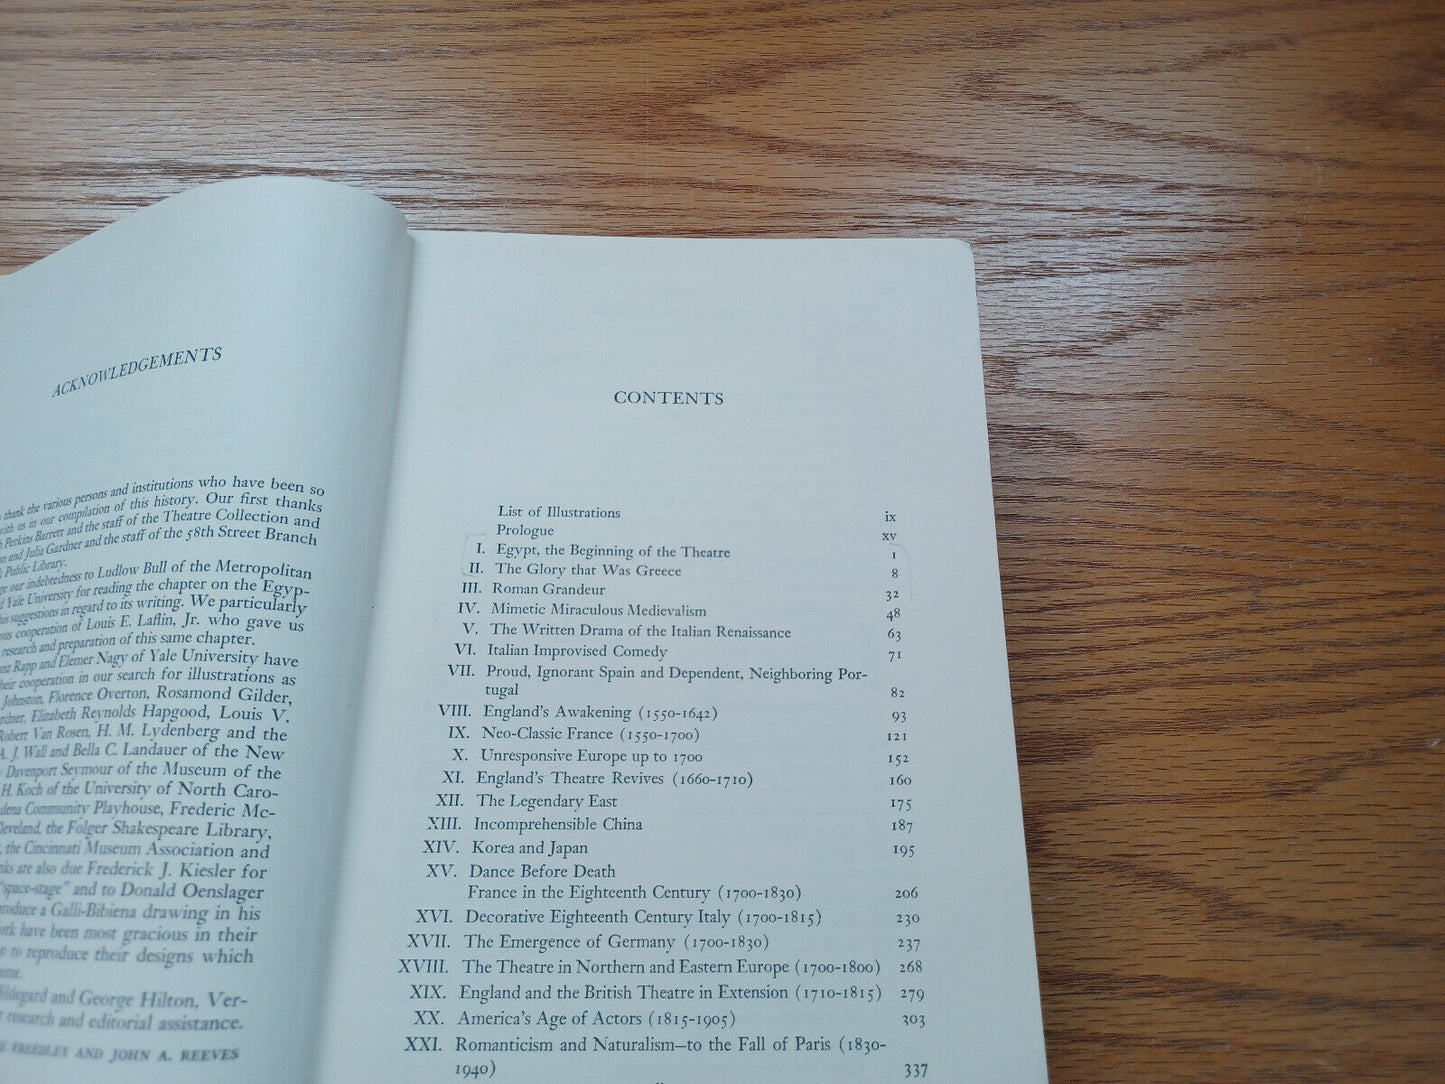 ACKNOWLEDGEMENTS
thank the various persons and institutions who have been so
with us in our compilation of this history. Our first thanks
Perkins Barrett and the staff of the Theatre Collection and
and Julia Gardner and the staff of the 58th Street Branch
Public Library.
our indebtedness to Ludlow Bull of the Metropolitan
Yale University for reading the chapter on the Egyp-
suggestions in regard to its writing. We particularly
cooperation of Louis E. Laflin, Jr. who gave us
research and preparation of this same chapter.
Rapp and Elemer Nagy of Yale University have
their cooperation in our search for illustrations as
Johnston, Florence Overton, Rosamond Gilder,
Elizabeth Reynolds Hapgood, Louis V.
Robert Van Rosen, H. M. Lydenberg and the
A. J. Wall and Bella C. Landauer of the New
Davenport Seymour of the Museum of the
H. Koch of the University of North Caro-
Community Playhouse, Frederic Mc-
Cleveland, the Folger Shakespeare Library,
the Cincinnati Museum Association and
are also due Frederick J. Kiesler for
"space-stage" and to Donald Oenslager
a Galli-Bibiena drawing in his
have been most gracious in their
to reproduce their designs which
Hildegard and George Hilton, Ver-
research and editorial assistance.
FREEDLEY AND JOHN A. REEVES
CONTENTS
List of Illustrations ix
Prologue xv
I. Egypt, the Beginning of the Theatre 1
II. The Glory that Was Greece 8
III. Roman Grandeur 32
IV. Mimetic Miraculous Medievalism 48
V. The Written Drama of the Italian Renaissance 63
VI. Italian Improvised Comedy 71
VII. Proud, Ignorant Spain and Dependent, Neighboring Por-
tugal 82
VIII. England's Awakening (1550-1642) 93
IX. Neo-Classic France (1550-1700) 121
X. Unresponsive Europe up to 1700 152
XI. England's Theatre Revives (1660-1710) 160
XII. The Legendary East 175
XIII. Incomprehensible China 187
XIV. Korea and Japan 195
XV. Dance Before Death
France in the Eighteenth Century (1700-1830) 206
XVI. Decorative Eighteenth Century Italy (1700-1815) 230
XVII. The Emergence of Germany (1700-1830) 237
XVIII. The Theatre in Northern and Eastern Europe (1700-1800) 268
XIX. England and the British Theatre in Extension (1710-1815) 279
XX. America's Age of Actors (1815-1905) 303
XXI. Romanticism and Naturalism—to the Fall of Paris (1830-
1940) 337